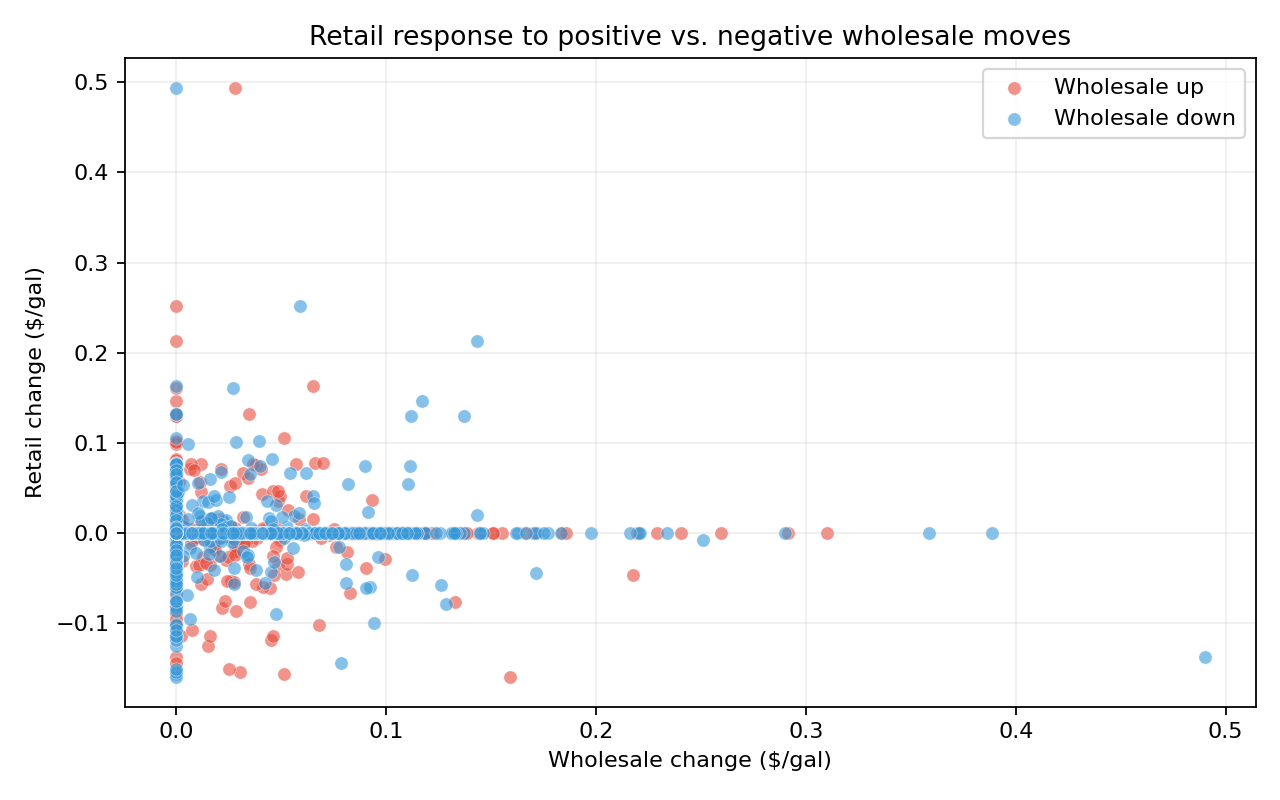 Retail response to positive vs. negative wholesale moves
Wholesale up
Wholesale down
Retail change ($/gal)
0.5
0.4
0.3
0.2
0.1
0.0
−0.1
0.0 0.1 0.2 0.3 0.4 0.5
Wholesale change ($/gal)